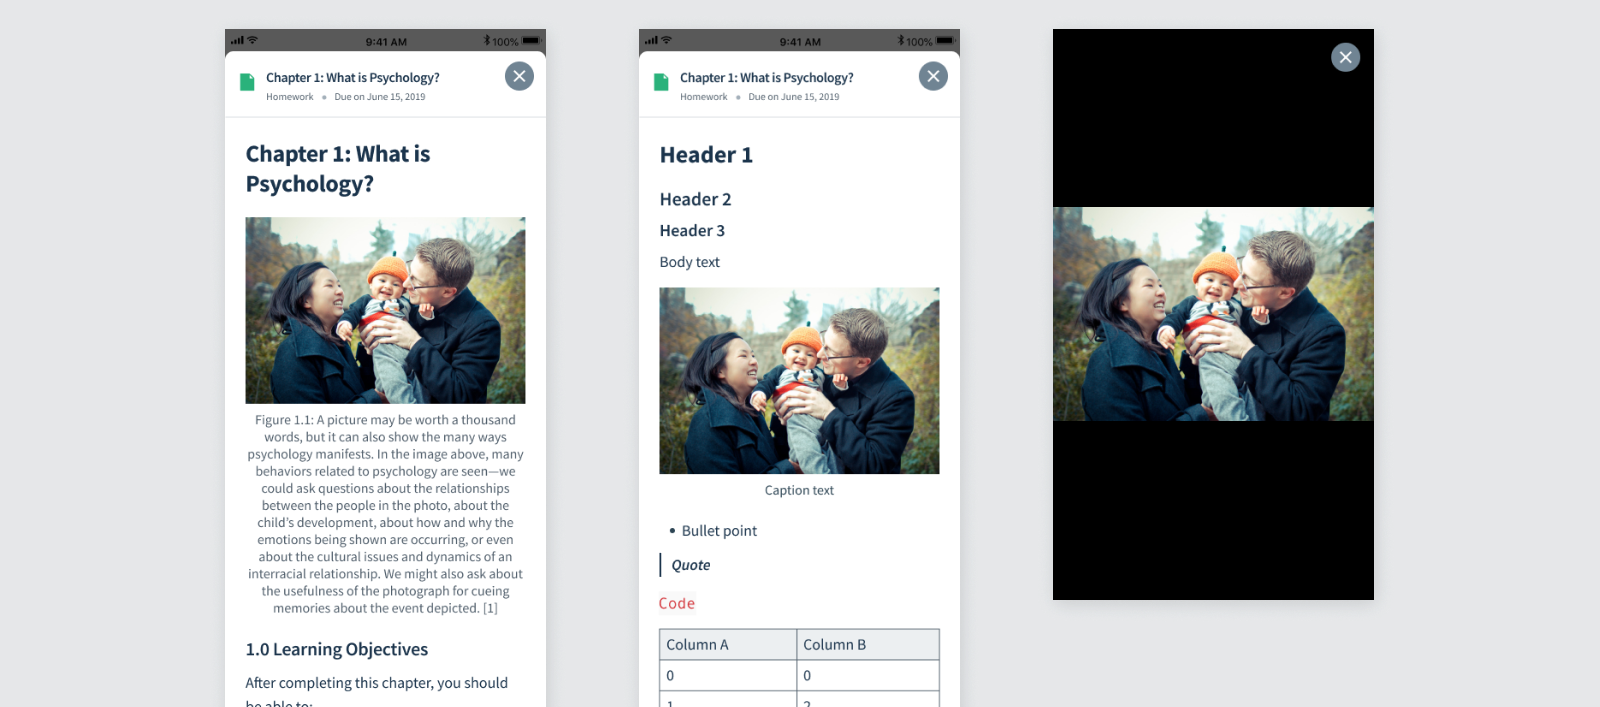 9:41 AM
100%
Chapter 1: What is Psychology?
Homework • Due on June 15, 2019
Chapter 1: What is
Psychology?
Figure 1.1: A picture may be worth a thousand
words, but it can also show the many ways
psychology manifests. In the image above, many
behaviors related to psychology are seen—we
could ask questions about the relationships
between the people in the photo, about the
child's development, about how and why the
emotions being shown are occurring, or even
about the cultural issues and dynamics of an
interracial relationship. We might also ask about
the usefulness of the photograph for cueing
memories about the event depicted. [1]
1.0 Learning Objectives
After completing this chapter, you should
be able to:
9:41 AM
100%
Chapter 1: What is Psychology?
Homework • Due on June 15, 2019
Header 1
Header 2
Header 3
Body text
Caption text
• Bullet point
Quote
Code
Column A Column B
0 0
1 2